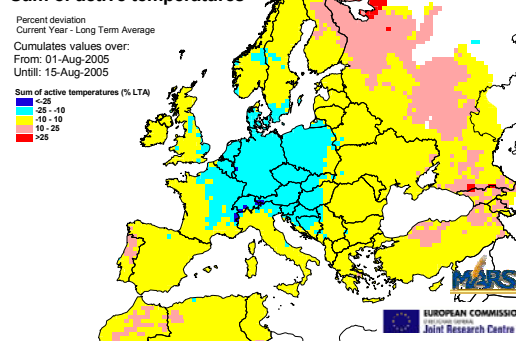 Sum of active temperatures
Percent deviation
Current Year - Long Term Average
Cumulates values over:
From: 01-Aug-2005
Untill: 15-Aug-2005
Sum of active temperatures (% LTA)
<-25
-25 - -10
-10 - 10
10 - 25
>25
MARS
EUROPEAN COMMISSIO
Joint Research Centre